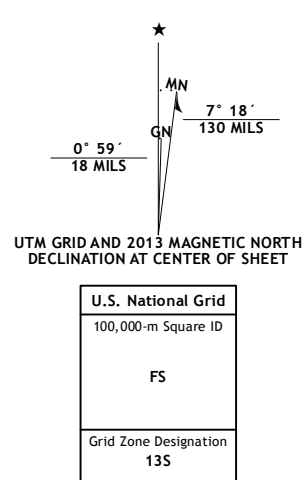 ★
MN
GN
7° 18´
130 MILS
0° 59´
18 MILS
UTM GRID AND 2013 MAGNETIC NORTH
DECLINATION AT CENTER OF SHEET
U.S. National Grid
100,000-m Square ID
FS
Grid Zone Designation
13S